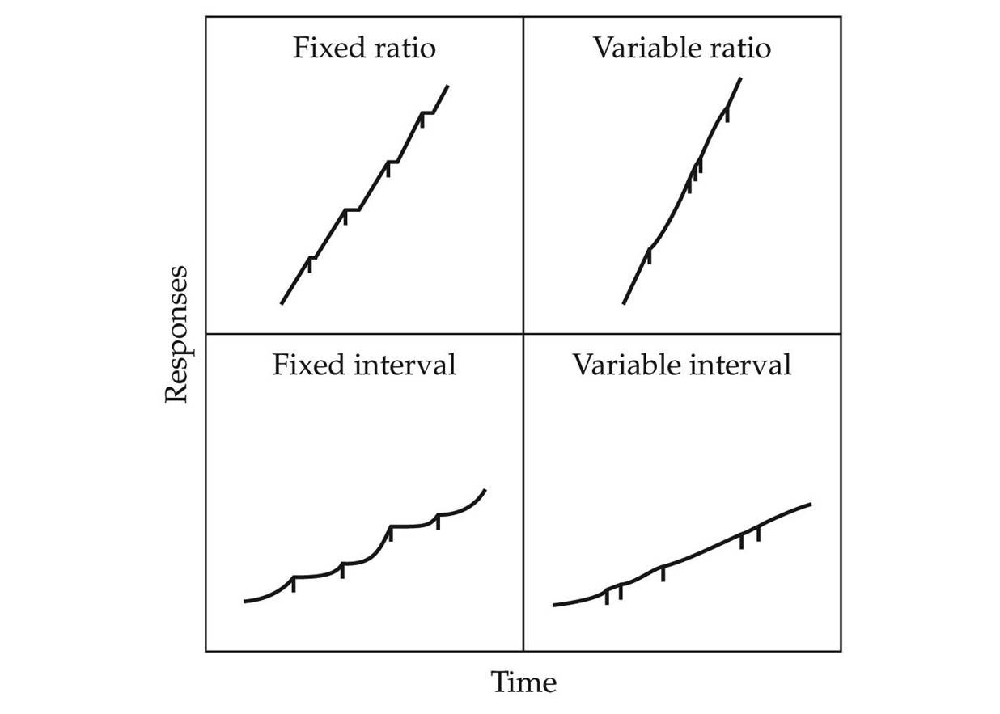 Fixed ratio
Variable ratio
Responses
Fixed interval
Variable interval
Time